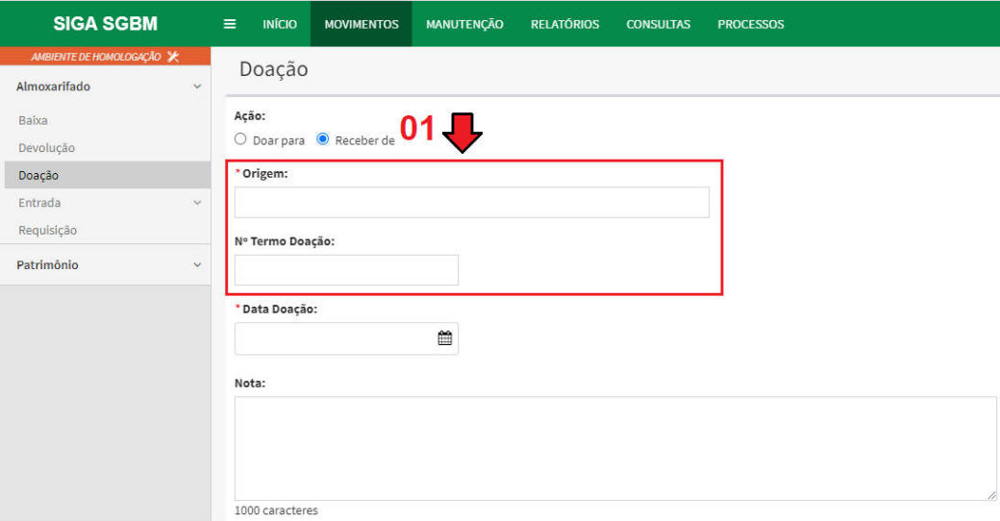 SIGA SGBM
INÍCIO MOVIMENTOS MANUTENÇÃO RELATÓRIOS CONSULTAS PROCESSOS
AMBIENTE DE HOMOLOGAÇÃO
Almoxarifado
Baixa
Devolução
Doação
Entrada
Requisição
Patrimônio
Doação
Ação:
Doar para Receber de
01
* Origem:
Nº Termo Doação:
* Data Doação:
Nota:
1000 caracteres